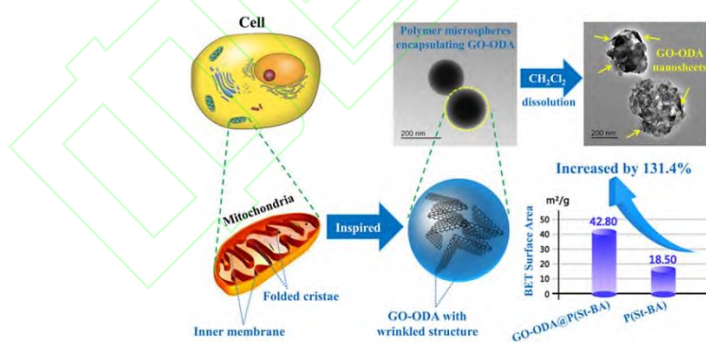 Cell
Polymer microspheres
encapsulating GO-ODA
200 nm
CH₂Cl₂
dissolution
GO-ODA
nanosheets
200 nm
Mitochondria
Folded cristae
Inner membrane
Inspired
GO-ODA with
wrinkled structure
Increased by 131.4%
m²/g
BET Surface Area
50
40
30
20
10
0
42.80
18.50
GO-ODA@P(St-BA)
P(St-BA)